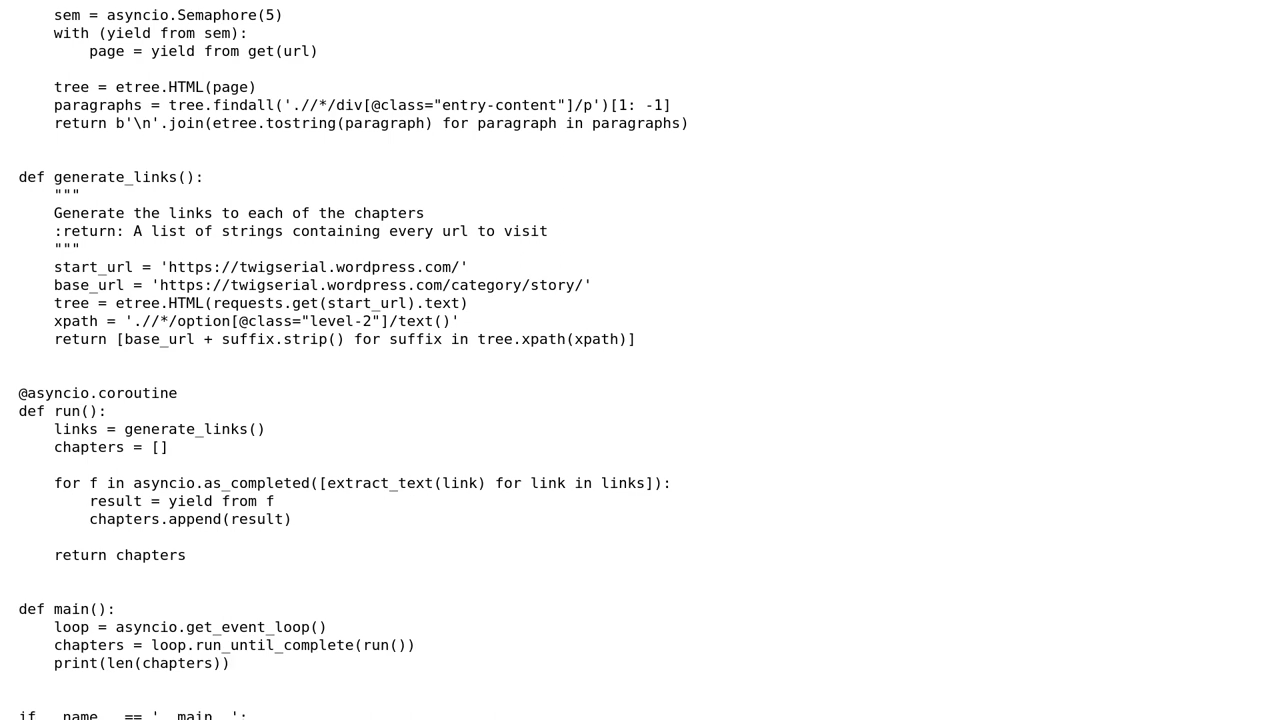 sem = asyncio.Semaphore(5)
    with (yield from sem):
        page = yield from get(url)

    tree = etree.HTML(page)
    paragraphs = tree.findall('.//*/div[@class="entry-content"]/p')[1: -1]
    return b'\n'.join(etree.tostring(paragraph) for paragraph in paragraphs)


def generate_links():
    """
    Generate the links to each of the chapters
    :return: A list of strings containing every url to visit
    """
    start_url = 'https://twigserial.wordpress.com/'
    base_url = 'https://twigserial.wordpress.com/category/story/'
    tree = etree.HTML(requests.get(start_url).text)
    xpath = './/*/option[@class="level-2"]/text()'
    return [base_url + suffix.strip() for suffix in tree.xpath(xpath)]


@asyncio.coroutine
def run():
    links = generate_links()
    chapters = []

    for f in asyncio.as_completed([extract_text(link) for link in links]):
        result = yield from f
        chapters.append(result)

    return chapters


def main():
    loop = asyncio.get_event_loop()
    chapters = loop.run_until_complete(run())
    print(len(chapters))


if __name__ == '__main__':